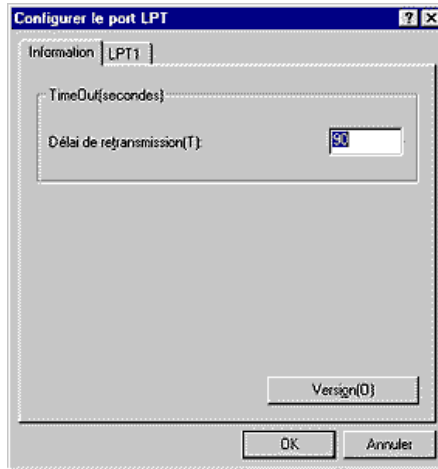 Configurer le port LPT
Information LPT1
TimeOut(secondes)
Délai de retransmission(T): 90
Version(O)
OK Annuler